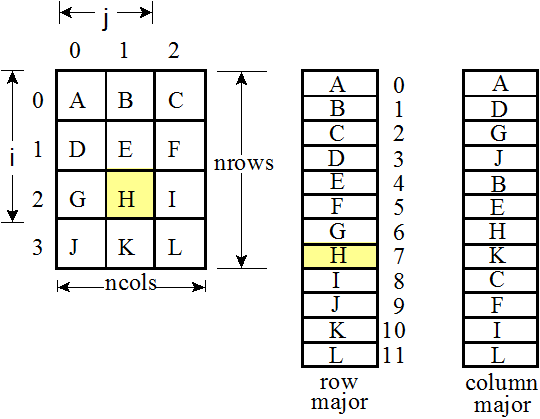 j
0 1 2
i
0 A B C
1 D E F
2 G H I
3 J K L
nrows
ncols
A 0
B 1
C 2
D 3
E 4
F 5
G 6
H 7
I 8
J 9
K 10
L 11
row
major
A
D
G
J
B
E
H
K
C
F
I
L
column
major